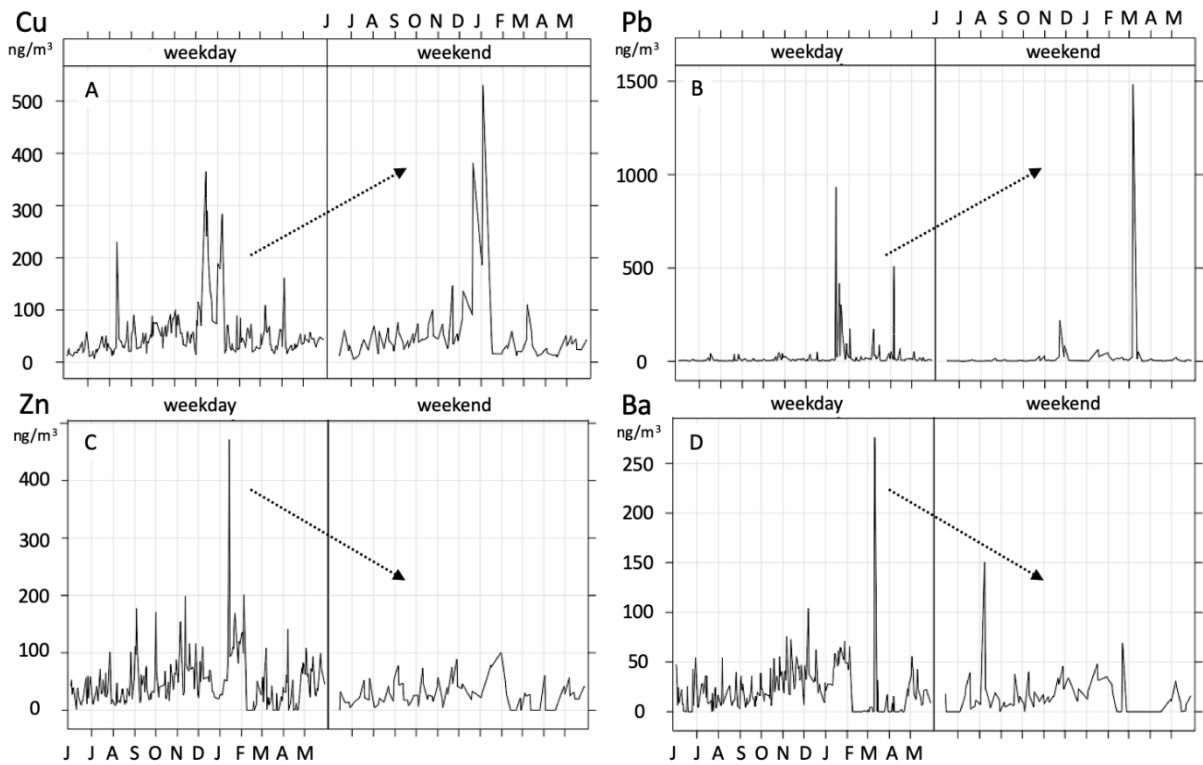 Cu
ng/m³
J J A S O N D J F M A M
weekday weekend
A
500
400
300
200
100
0
Pb
ng/m³
J J A S O N D J F M A M
weekday weekend
B
1500
1000
500
0
Zn
ng/m³
weekday weekend
C
400
300
200
100
0
J J A S O N D J F M A M
Ba
ng/m³
weekday weekend
D
250
200
150
100
50
0
J J A S O N D J F M A M